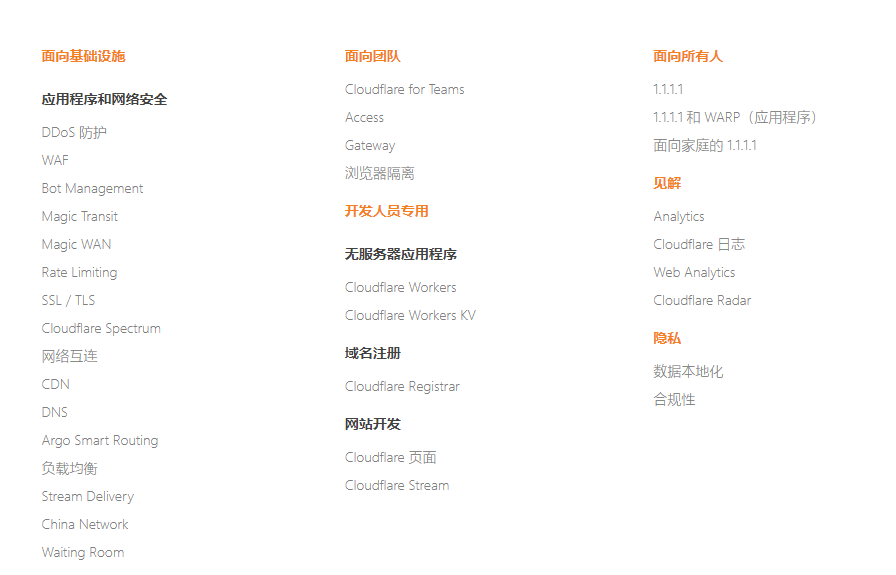 面向基础设施
应用程序和网络安全
DDoS 防护
WAF
Bot Management
Magic Transit
Magic WAN
Rate Limiting
SSL / TLS
Cloudflare Spectrum
网络互连
CDN
DNS
Argo Smart Routing
负载均衡
Stream Delivery
China Network
Waiting Room
面向团队
Cloudflare for Teams
Access
Gateway
浏览器隔离
开发人员专用
无服务器应用程序
Cloudflare Workers
Cloudflare Workers KV
域名注册
Cloudflare Registrar
网站开发
Cloudflare 页面
Cloudflare Stream
面向所有人
1.1.1.1
1.1.1.1 和 WARP（应用程序）
面向家庭的 1.1.1.1
见解
Analytics
Cloudflare 日志
Web Analytics
Cloudflare Radar
隐私
数据本地化
合规性